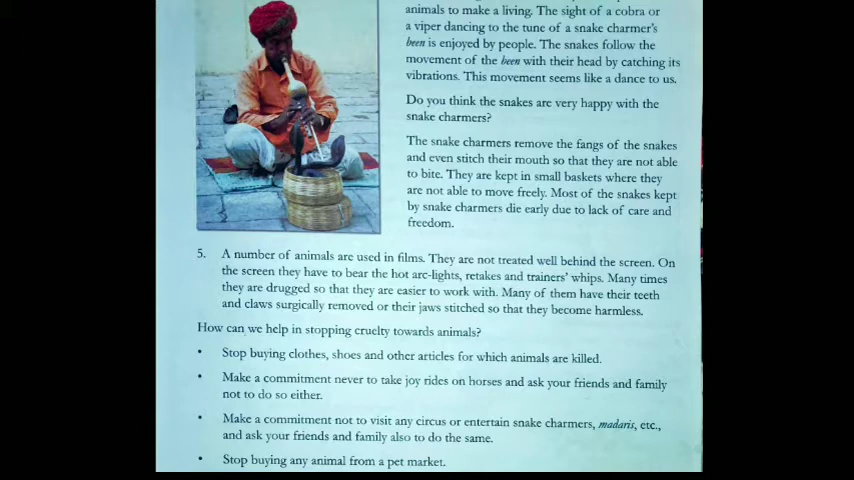 animals to make a living. The sight of a cobra or
a viper dancing to the tune of a snake charmer's
been is enjoyed by people. The snakes follow the
movement of the been with their head by catching its
vibrations. This movement seems like a dance to us.
Do you think the snakes are very happy with the
snake charmers?
The snake charmers remove the fangs of the snakes
and even stitch their mouth so that they are not able
to bite. They are kept in small baskets where they
are not able to move freely. Most of the snakes kept
by snake charmers die early due to lack of care and
freedom.
5. A number of animals are used in films. They are not treated well behind the screen. On
the screen they have to bear the hot arc-lights, retakes and trainers' whips. Many times
they are drugged so that they are easier to work with. Many of them have their teeth
and claws surgically removed or their jaws stitched so that they become harmless.
How can we help in stopping cruelty towards animals?
• Stop buying clothes, shoes and other articles for which animals are killed.
• Make a commitment never to take joy rides on horses and ask your friends and family
not to do so either.
• Make a commitment not to visit any circus or entertain snake charmers, madaris, etc.,
and ask your friends and family also to do the same.
• Stop buying any animal from a pet market.